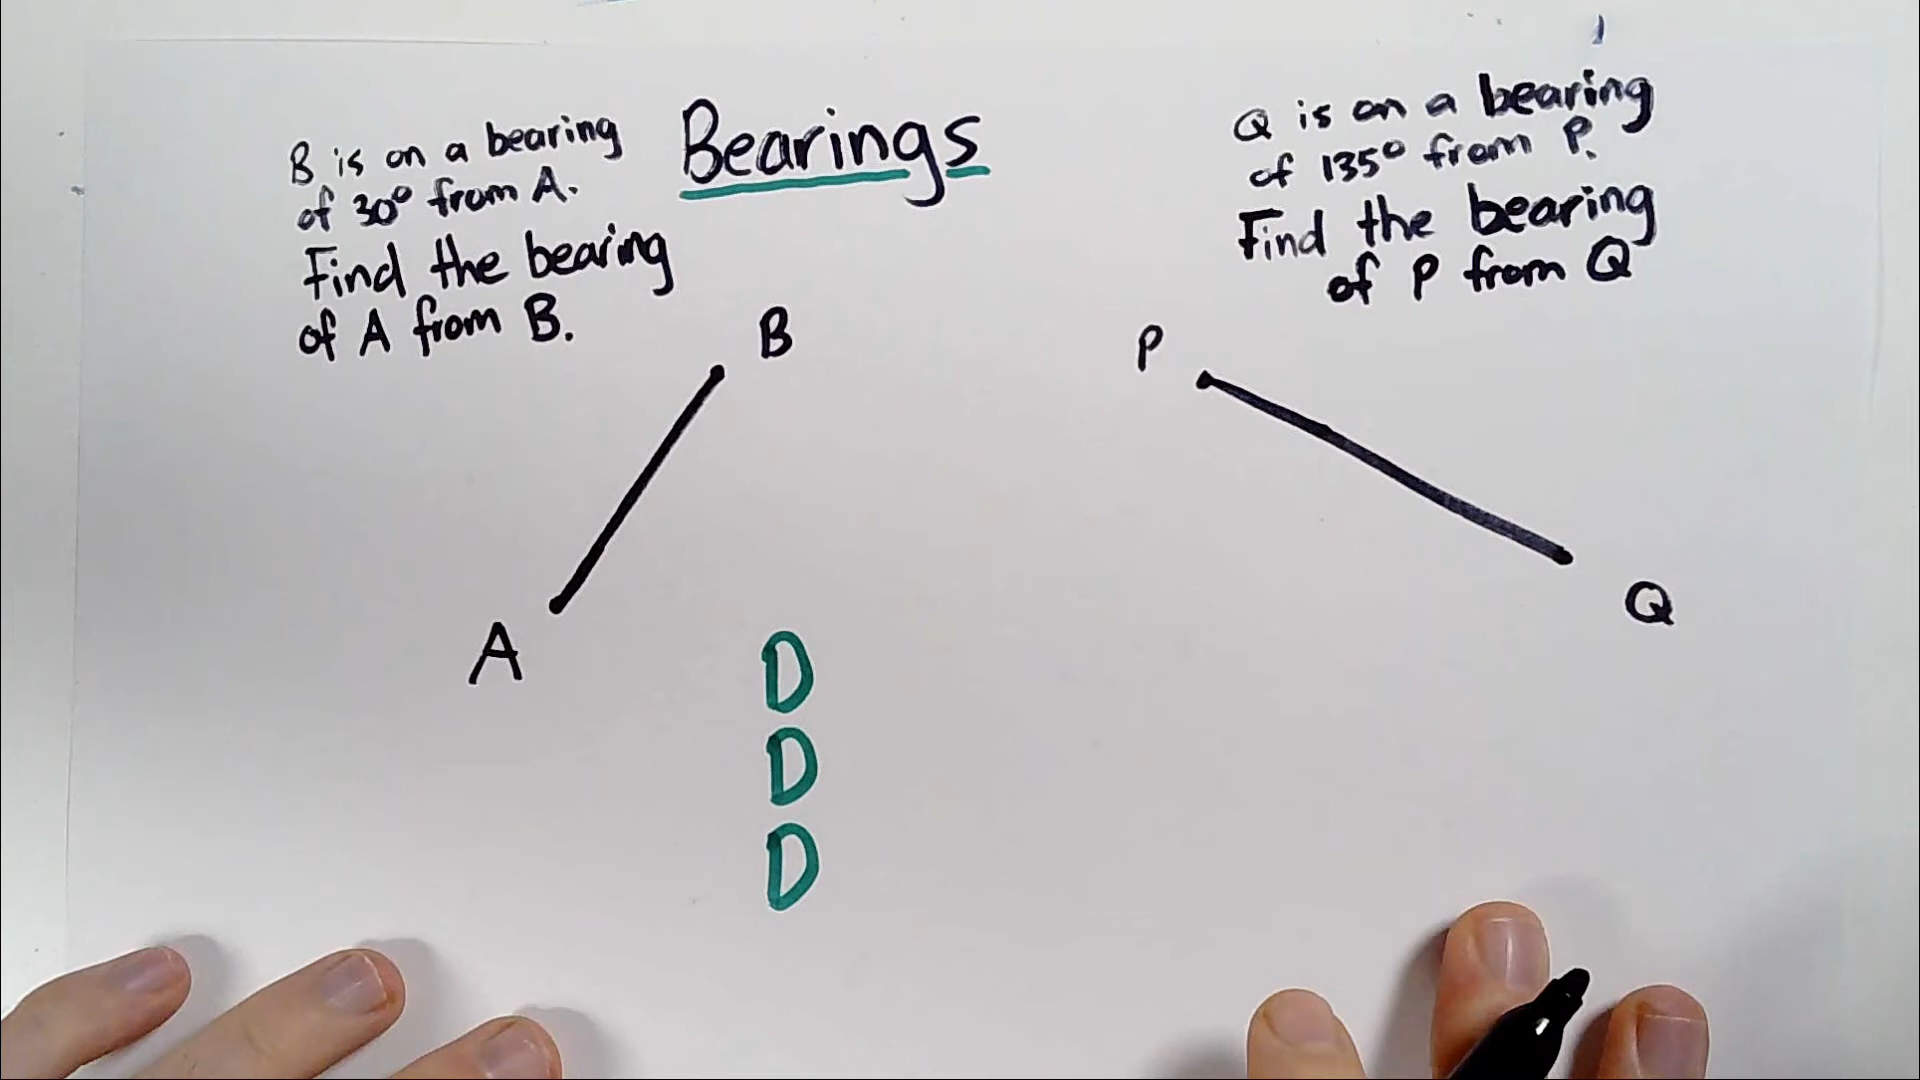 Bearings
B is on a bearing
of 30° from A.
Find the bearing
of A from B.
Q is on a bearing
of 135° from P.
Find the bearing
of P from Q
B
A
P
Q
D
D
D